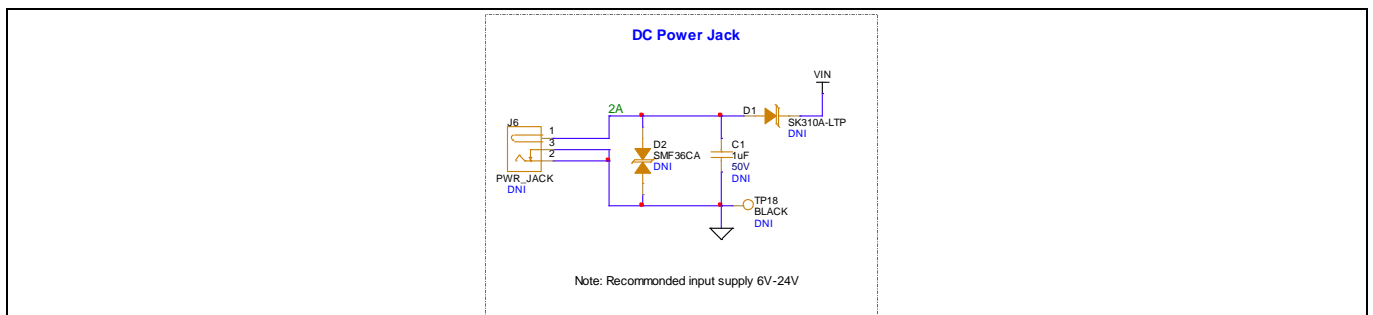 DC Power Jack
VIN
2A
D1
J6
SK310A-LTP
DNI
1
3
2
D2
SMF36CA
DNI
C1
1uF
50V
DNI
PWR_JACK
DNI
TP18
BLACK
DNI
Note: Recommonded input supply 6V-24V